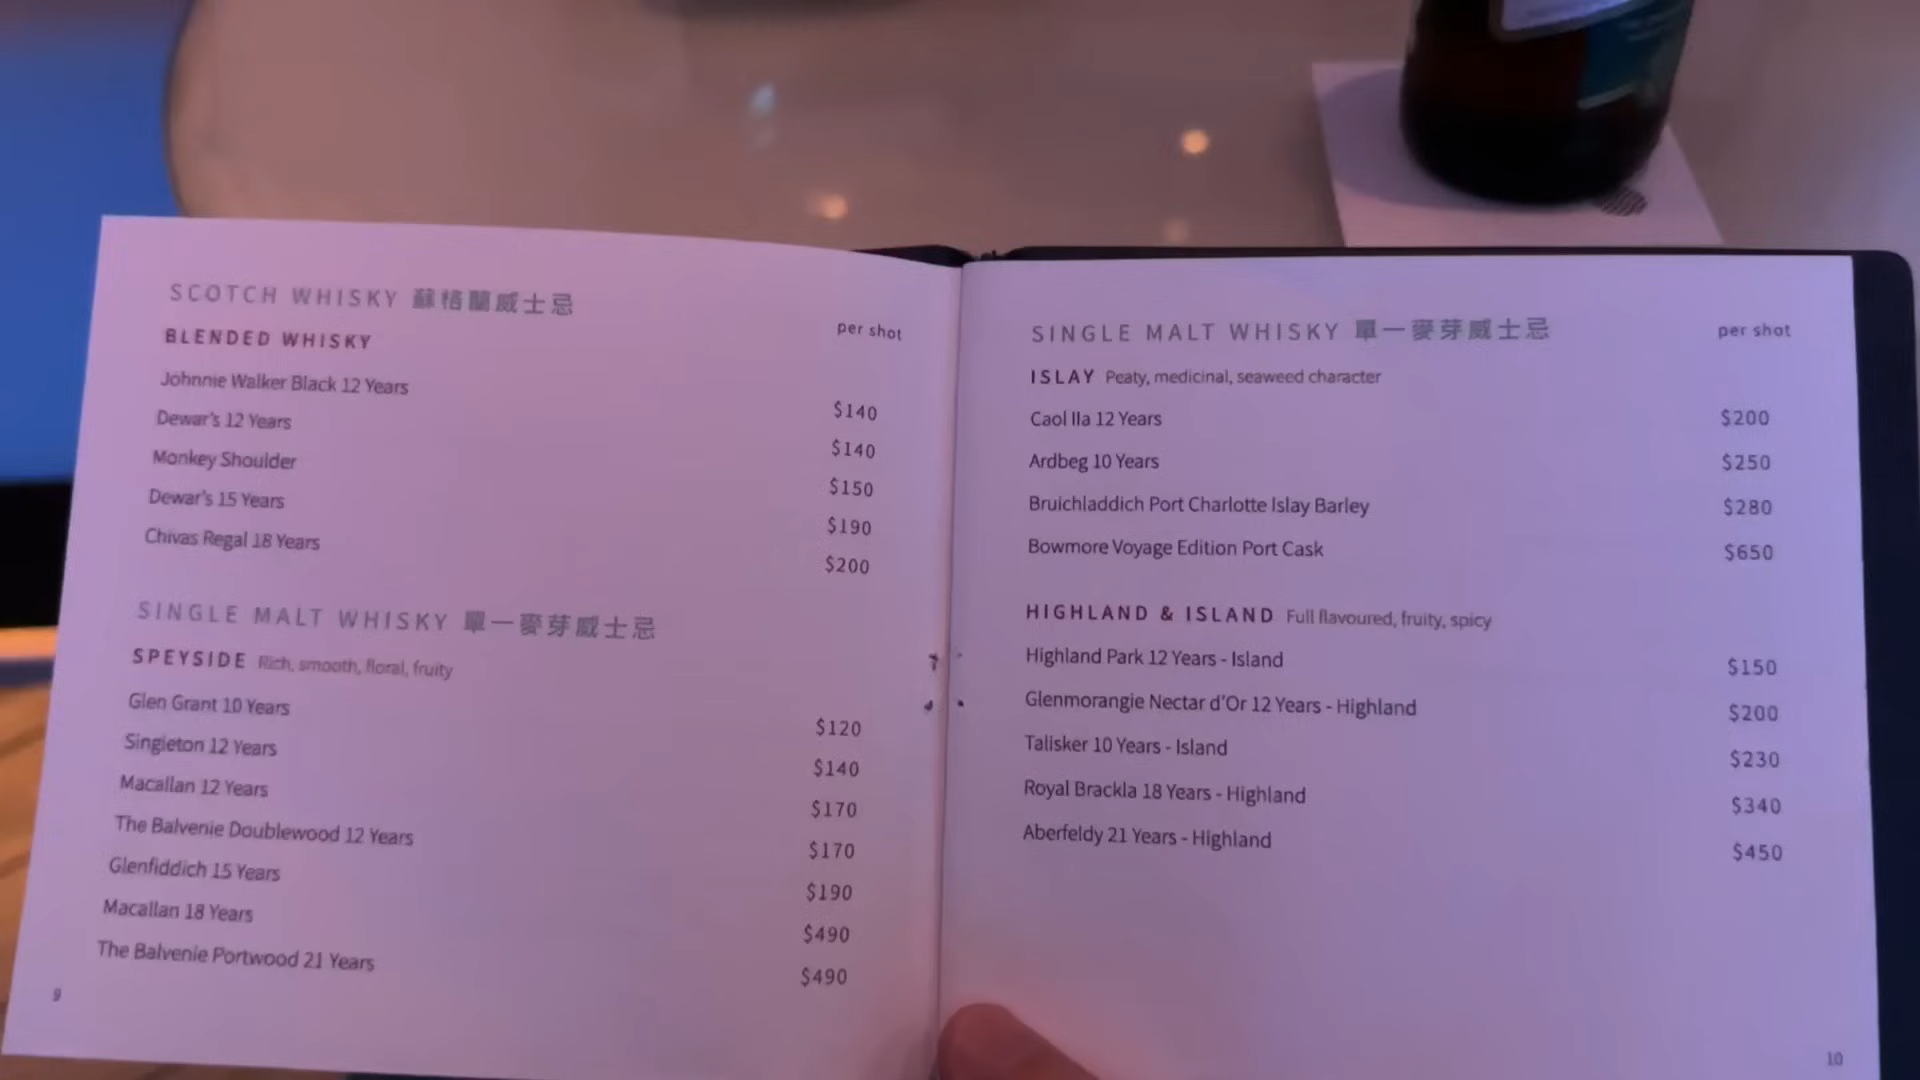 SCOTCH WHISKY 蘇格蘭威士忌
per shot
BLENDED WHISKY
Johnnie Walker Black 12 Years $140
Dewar's 12 Years $140
Monkey Shoulder $150
Dewar's 15 Years $190
Chivas Regal 18 Years $200
SINGLE MALT WHISKY 單一麥芽威士忌
SPEYSIDE Rich, smooth, floral, fruity
Glen Grant 10 Years $120
Singleton 12 Years $140
Macallan 12 Years $170
The Balvenie Doublewood 12 Years $170
Glenfiddich 15 Years $190
Macallan 18 Years $490
The Balvenie Portwood 21 Years $490
9
SINGLE MALT WHISKY 單一麥芽威士忌 per shot
ISLAY Peaty, medicinal, seaweed character
Caol Ila 12 Years $200
Ardbeg 10 Years $250
Bruichladdich Port Charlotte Islay Barley $280
Bowmore Voyage Edition Port Cask $650
HIGHLAND & ISLAND Full flavoured, fruity, spicy
Highland Park 12 Years - Island $150
Glenmorangie Nectar d'Or 12 Years - Highland $200
Talisker 10 Years - Island $230
Royal Brackla 18 Years - Highland $340
Aberfeldy 21 Years - Highland $450
10